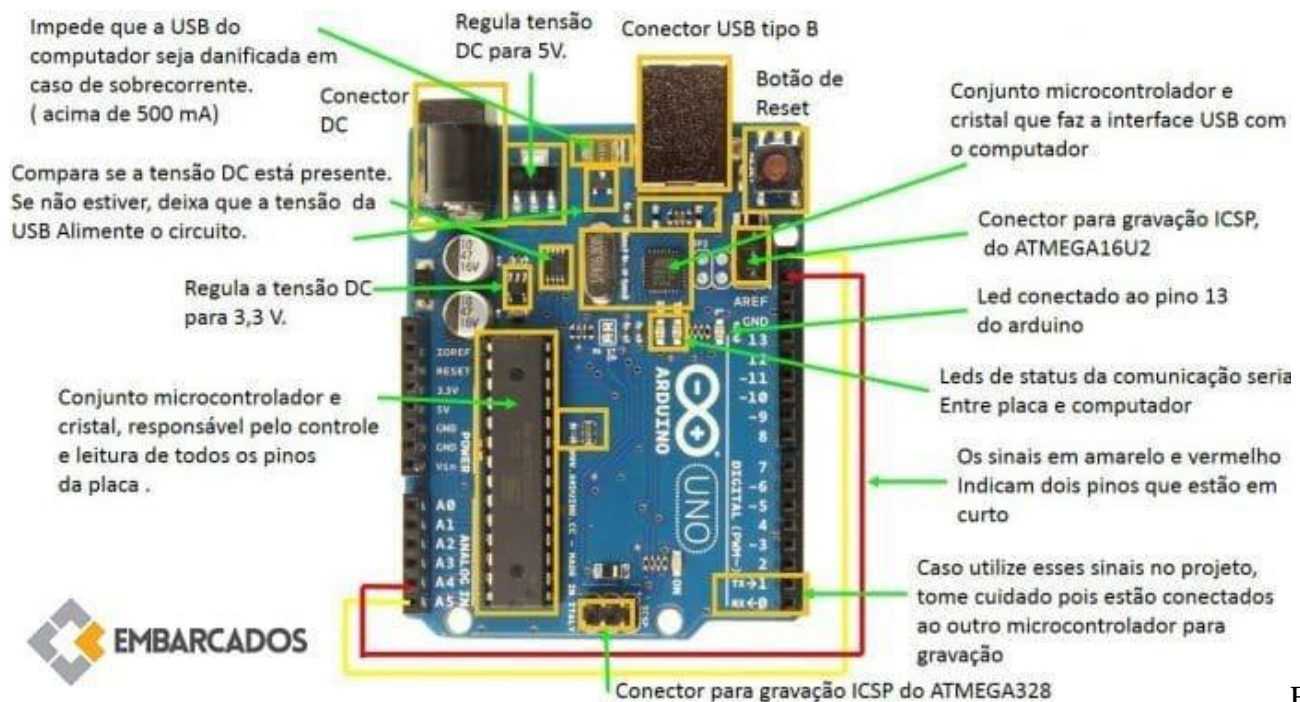 Impede que a USB do
computador seja danificada em
caso de sobrecorrente.
( acima de 500 mA)
Regula tensão
DC para 5V.
Conector USB tipo B
Conector
DC
Botão de
Reset
Conjunto microcontrolador e
cristal que faz a interface USB com
o computador
Compara se a tensão DC está presente.
Se não estiver, deixa que a tensão da
USB Alimente o circuito.
Conector para gravação ICSP,
do ATMEGA16U2
Regula a tensão DC
para 3,3 V.
Led conectado ao pino 13
do arduino
Leds de status da comunicação seria
Entre placa e computador
Conjunto microcontrolador e
cristal, responsável pelo controle
e leitura de todos os pinos
da placa .
Os sinais em amarelo e vermelho
Indicam dois pinos que estão em
curto
Caso utilize esses sinais no projeto,
tome cuidado pois estão conectados
ao outro microcontrolador para
gravação
Conector para gravação ICSP do ATMEGA328
EMBARCADOS
47
16V
47
16V
IOREF
RESET
3.3V
5V
GND
GND
Vin
POWER
A0
A1
A2
A3
A4
A5
ANALOG IN
AREF
GND
13
12
~11
~10
~9
8
7
~6
~5
4
~3
2
TX→1
RX←0
DIGITAL (PWM~)
ARDUINO
UNO
L
ON
ICSP